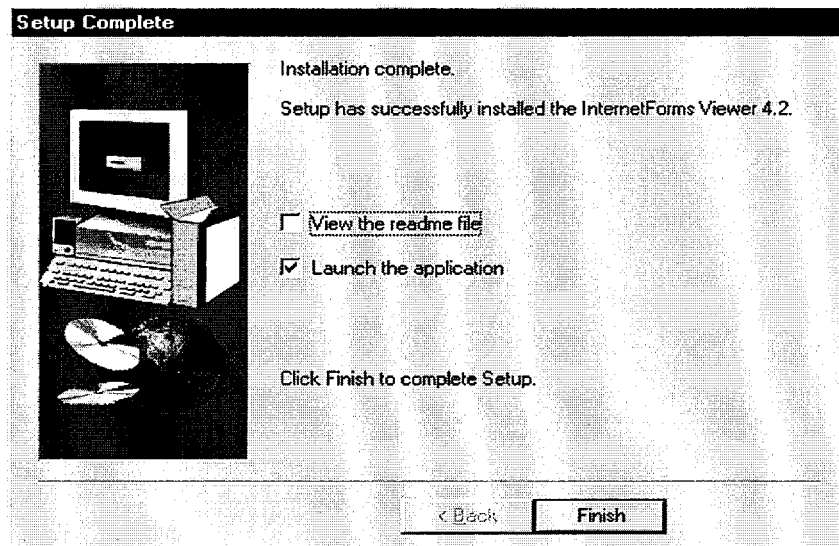 Setup Complete
Installation complete.
Setup has successfully installed the InternetForms Viewer 4.2.
View the readme file
Launch the application
Click Finish to complete Setup.
< Back
Finish